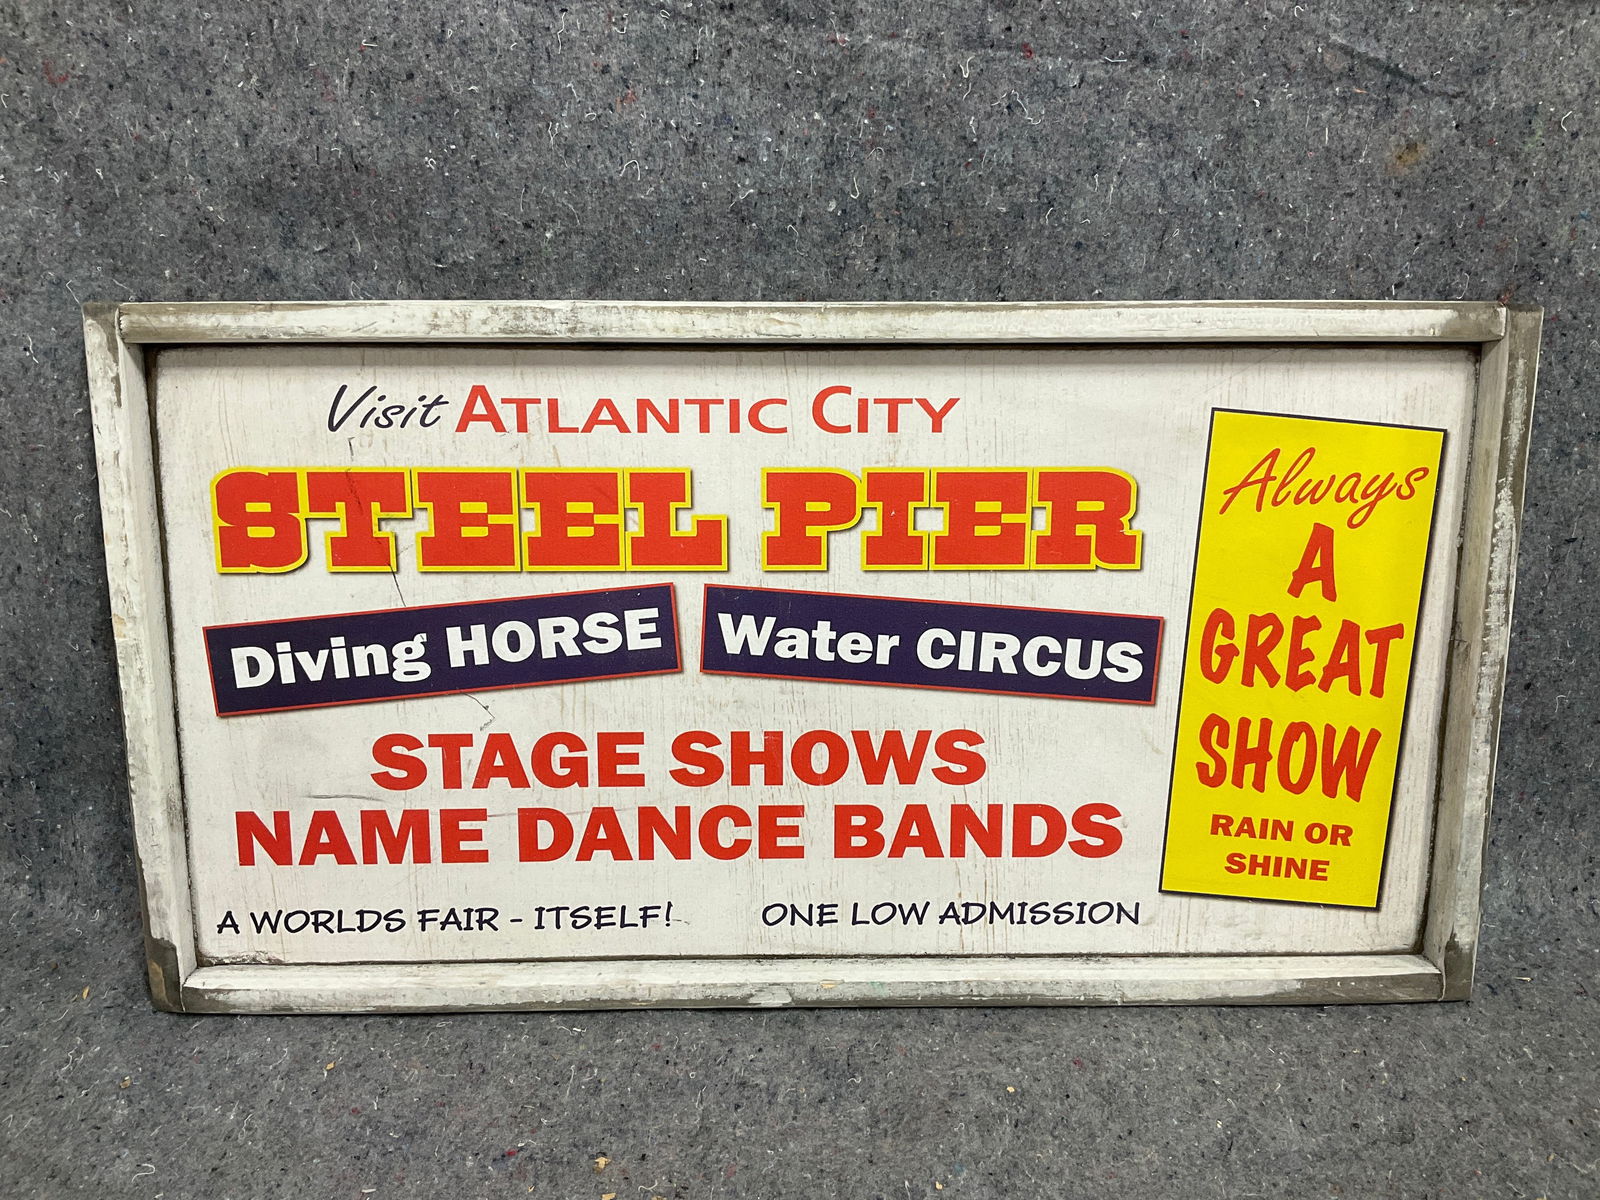 Visit ATLANTIC CITY
STEEL PIER
Diving HORSE
Water CIRCUS
STAGE SHOWS
NAME DANCE BANDS
A WORLDS FAIR - ITSELF!
ONE LOW ADMISSION
Always
A
GREAT
SHOW
RAIN OR
SHINE